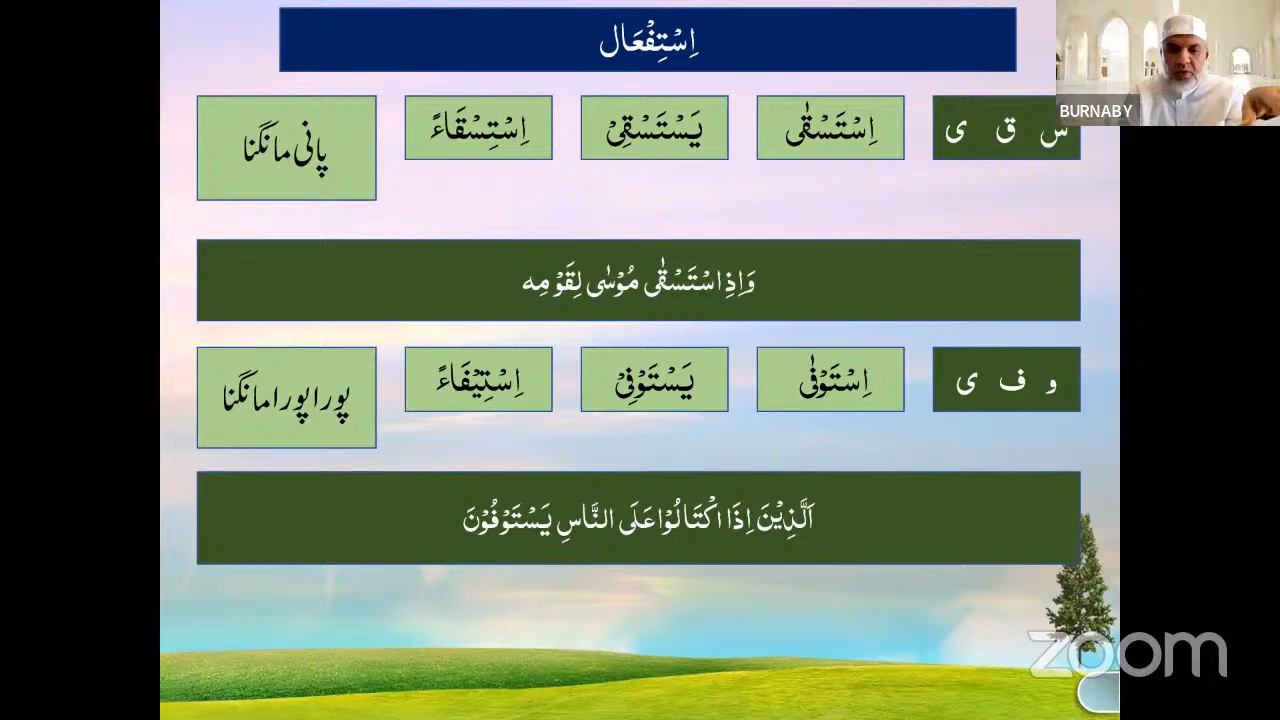 اِسْتِفْعَال
BURNABY
س ق ی
اِسْتَسْقٰی
یَسْتَسْقِیْ
اِسْتِسْقَاءً
پانی مانگنا
وَاِذِ اسْتَسْقٰی مُوْسٰی لِقَوْمِه
و ف ی
اِسْتَوْفٰی
یَسْتَوْفِیْ
اِسْتِیْفَاءً
پورا پورا مانگنا
اَلَّذِیْنَ اِذَا اکْتَالُوْا عَلَی النَّاسِ یَسْتَوْفُوْنَ
zoom